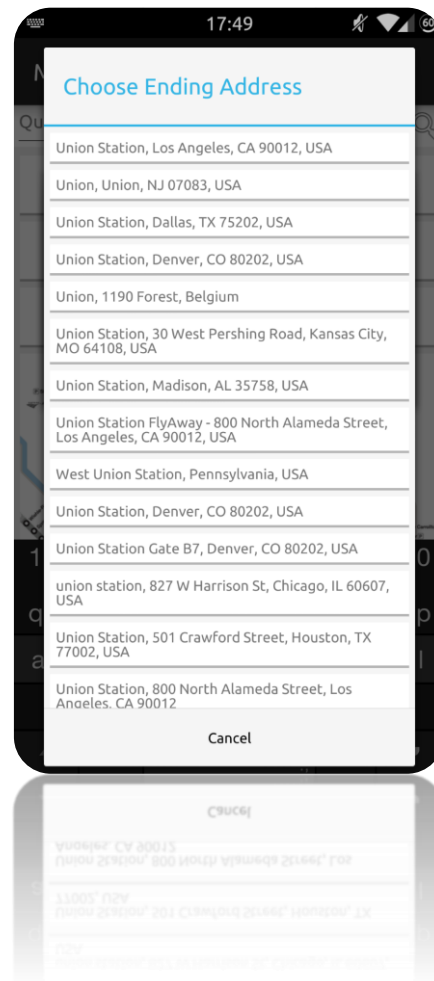 17:49
60
N
Choose Ending Address
Qu
Union Station, Los Angeles, CA 90012, USA
Union, Union, NJ 07083, USA
Union Station, Dallas, TX 75202, USA
Union Station, Denver, CO 80202, USA
Union, 1190 Forest, Belgium
Union Station, 30 West Pershing Road, Kansas City,
MO 64108, USA
Union Station, Madison, AL 35758, USA
Union Station FlyAway - 800 North Alameda Street,
Los Angeles, CA 90012, USA
West Union Station, Pennsylvania, USA
Union Station, Denver, CO 80202, USA
Union Station Gate B7, Denver, CO 80202, USA
1 0
union station, 827 W Harrison St, Chicago, IL 60607,
USA
q p
Union Station, 501 Crawford Street, Houston, TX
77002, USA
a l
Union Station, 800 North Alameda Street, Los
Angeles, CA 90012
Cancel